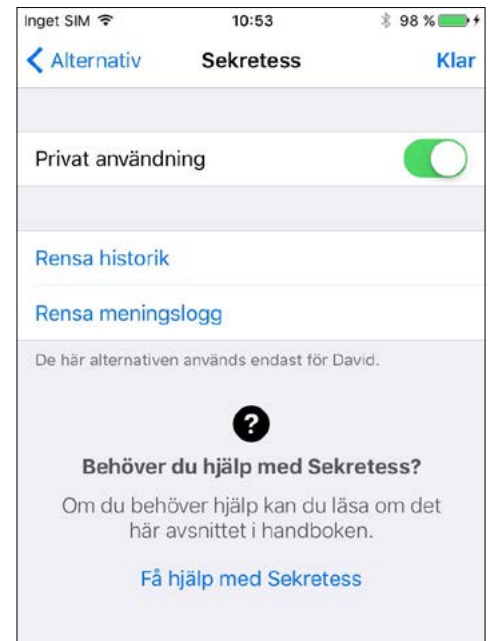 Inget SIM 10:53 98 %
Alternativ Sekretess Klar
Privat användning
Rensa historik
Rensa meningslogg
De här alternativen används endast för David.
?
Behöver du hjälp med Sekretess?
Om du behöver hjälp kan du läsa om det
här avsnittet i handboken.
Få hjälp med Sekretess